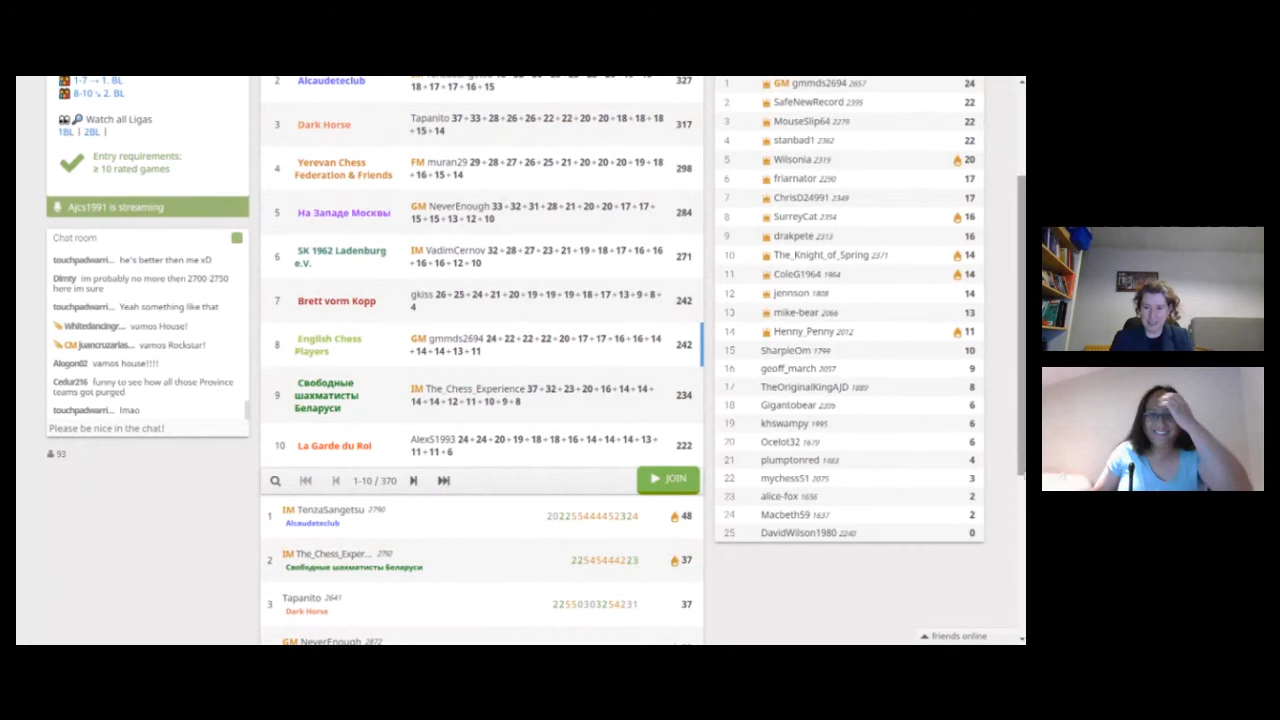 1-7 → 1. BL
8-10 ↘ 2. BL
Watch all Ligas
1BL | 2BL |
Entry requirements:
≥ 10 rated games
Ajcs1991 is streaming
Chat room
touchpadwarri... he's better then me xD
Dimty im probably no more then 2700-2750
here im sure
touchpadwarri... Yeah something like that
Whitedandngr... vamos House!
CM juancruzarias... vamos Rockstar!
Alogon02 vamos house!!!!
Cedur216 funny to see how all those Province
teams got purged
touchpadwarri... lmao
Please be nice in the chat!
93
2 Alcaudeteclub 327
18+17+17+16+15
3 Dark Horse Tapanito 37+33+28+26+26+22+22+20+20+18+18+18 317
+15+14
4 Yerevan Chess Federation & Friends FM muran29 29+28+27+26+25+21+20+20+20+19+18 298
+16+15+14
5 На Западе Москвы GM NeverEnough 33+32+31+28+21+20+20+17+17+ 284
15+15+13+12+10
6 SK 1962 Ladenburg e.V. IM VadimCernov 32+28+27+23+21+19+18+17+16+16 271
+16+16+12+10
7 Brett vorm Kopp gkiss 26+25+24+21+20+19+19+19+18+17+13+9+8+ 242
4
8 English Chess Players GM gmmds2694 24+22+22+22+20+17+17+16+16+14 242
+14+14+13+11
9 Свободные шахматисты Беларуси IM The_Chess_Experience 37+32+23+20+16+14+14+ 234
14+14+12+11+10+9+8
10 La Garde du Roi AlexS1993 24+24+20+19+18+18+16+14+14+14+13+ 222
11+11+6
1-10 / 370
JOIN
1 IM TenzaSangetsu 2790 202255444452324 48
Alcaudeteclub
2 IM The_Chess_Exper... 2792 22545444223 37
Свободные шахматисты Беларуси
3 Tapanito 2641 22550303254231 37
Dark Horse
GM NeverEnough 2872
1 GM gmmds2694 2657 24
2 SafeNewRecord 2395 22
3 MouseSlip64 2279 22
4 stanbad1 2362 22
5 Wilsonia 2319 20
6 friarnator 2290 17
7 ChrisD24991 2349 17
8 SurreyCat 2354 16
9 drakpete 2313 16
10 The_Knight_of_Spring 2371 14
11 ColeG1964 1964 14
12 jennson 1808 14
13 mike-bear 2066 13
14 Henny_Penny 2012 11
15 SharpieOm 1799 10
16 geoff_march 2057 9
17 TheOriginalKingAJD 1889 8
18 Gigantobear 2395 6
19 khswampy 1995 6
20 Ocelot32 1679 6
21 plumptonred 1483 4
22 mychess51 2075 3
23 alice-fox 1656 2
24 Macbeth59 1637 2
25 DavidWilson1980 2240 0
friends online